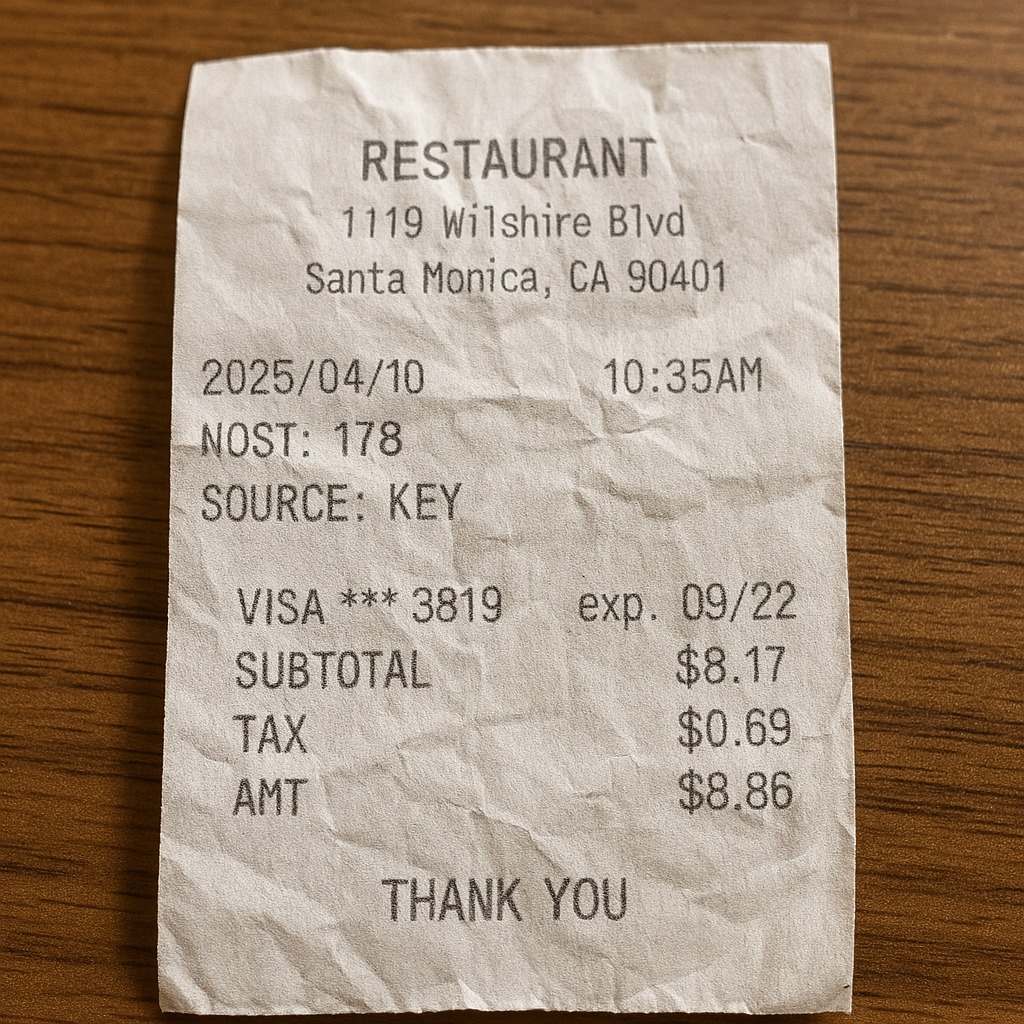 RESTAURANT
1119 Wilshire Blvd
Santa Monica, CA 90401
2025/04/10 10:35AM
NOST: 178
SOURCE: KEY
VISA *** 3819 exp. 09/22
SUBTOTAL $8.17
TAX $0.69
AMT $8.86
THANK YOU